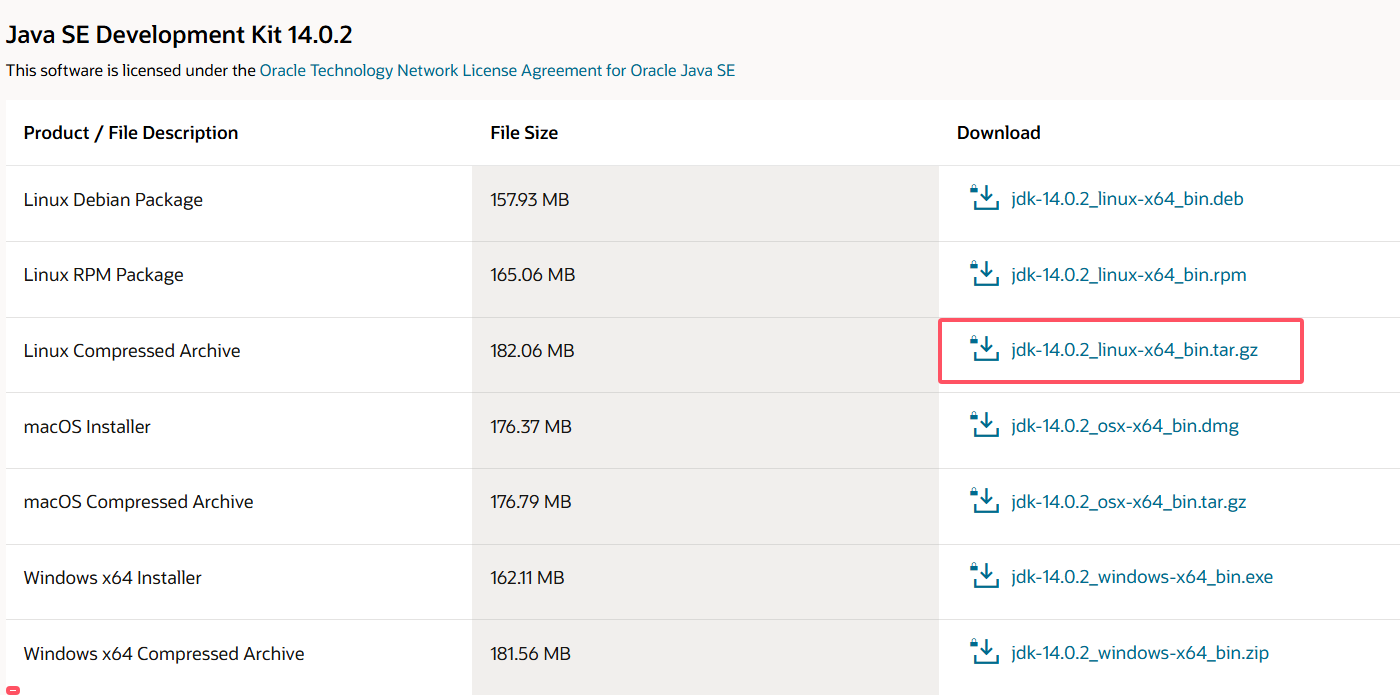 Java SE Development Kit 14.0.2
This software is licensed under the Oracle Technology Network License Agreement for Oracle Java SE
Product / File Description File Size Download
Linux Debian Package 157.93 MB jdk-14.0.2_linux-x64_bin.deb
Linux RPM Package 165.06 MB jdk-14.0.2_linux-x64_bin.rpm
Linux Compressed Archive 182.06 MB jdk-14.0.2_linux-x64_bin.tar.gz
macOS Installer 176.37 MB jdk-14.0.2_osx-x64_bin.dmg
macOS Compressed Archive 176.79 MB jdk-14.0.2_osx-x64_bin.tar.gz
Windows x64 Installer 162.11 MB jdk-14.0.2_windows-x64_bin.exe
Windows x64 Compressed Archive 181.56 MB jdk-14.0.2_windows-x64_bin.zip